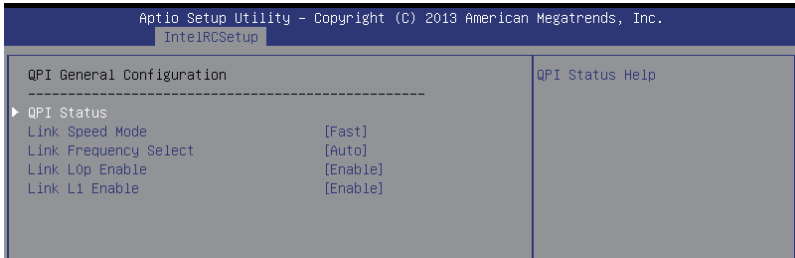 Aptio Setup Utility – Copyright (C) 2013 American Megatrends, Inc.
IntelRCSetup
QPI General Configuration
QPI Status Help
--------------------------------------------------
QPI Status
Link Speed Mode [Fast]
Link Frequency Select [Auto]
Link L0p Enable [Enable]
Link L1 Enable [Enable]